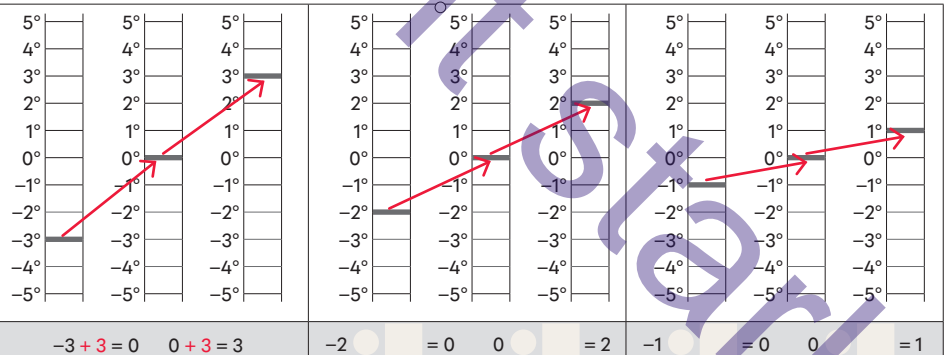 5° 5° 5° 5° 5° 5° 5° 5° 5°
4° 4° 4° 4° 4° 4° 4° 4° 4°
3° 3° 3° 3° 3° 3° 3° 3° 3°
2° 2° 2° 2° 2° 2° 2° 2° 2°
1° 1° 1° 1° 1° 1° 1° 1° 1°
0° 0° 0° 0° 0° 0° 0° 0° 0°
–1° –1° –1° –1° –1° –1° –1° –1° –1°
–2° –2° –2° –2° –2° –2° –2° –2° –2°
–3° –3° –3° –3° –3° –3° –3° –3° –3°
–4° –4° –4° –4° –4° –4° –4° –4° –4°
–5° –5° –5° –5° –5° –5° –5° –5° –5°
–3 + 3 = 0 0 + 3 = 3 –2 = 0 0 = 2 –1 = 0 0 = 1